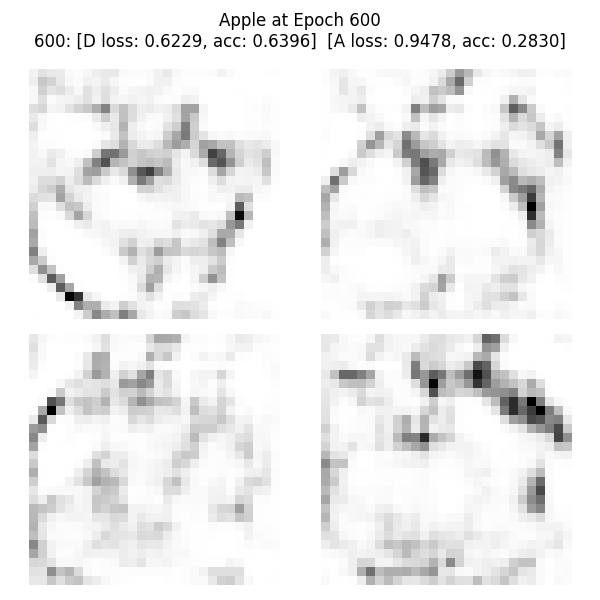 Apple at Epoch 600
600: [D loss: 0.6229, acc: 0.6396]  [A loss: 0.9478, acc: 0.2830]